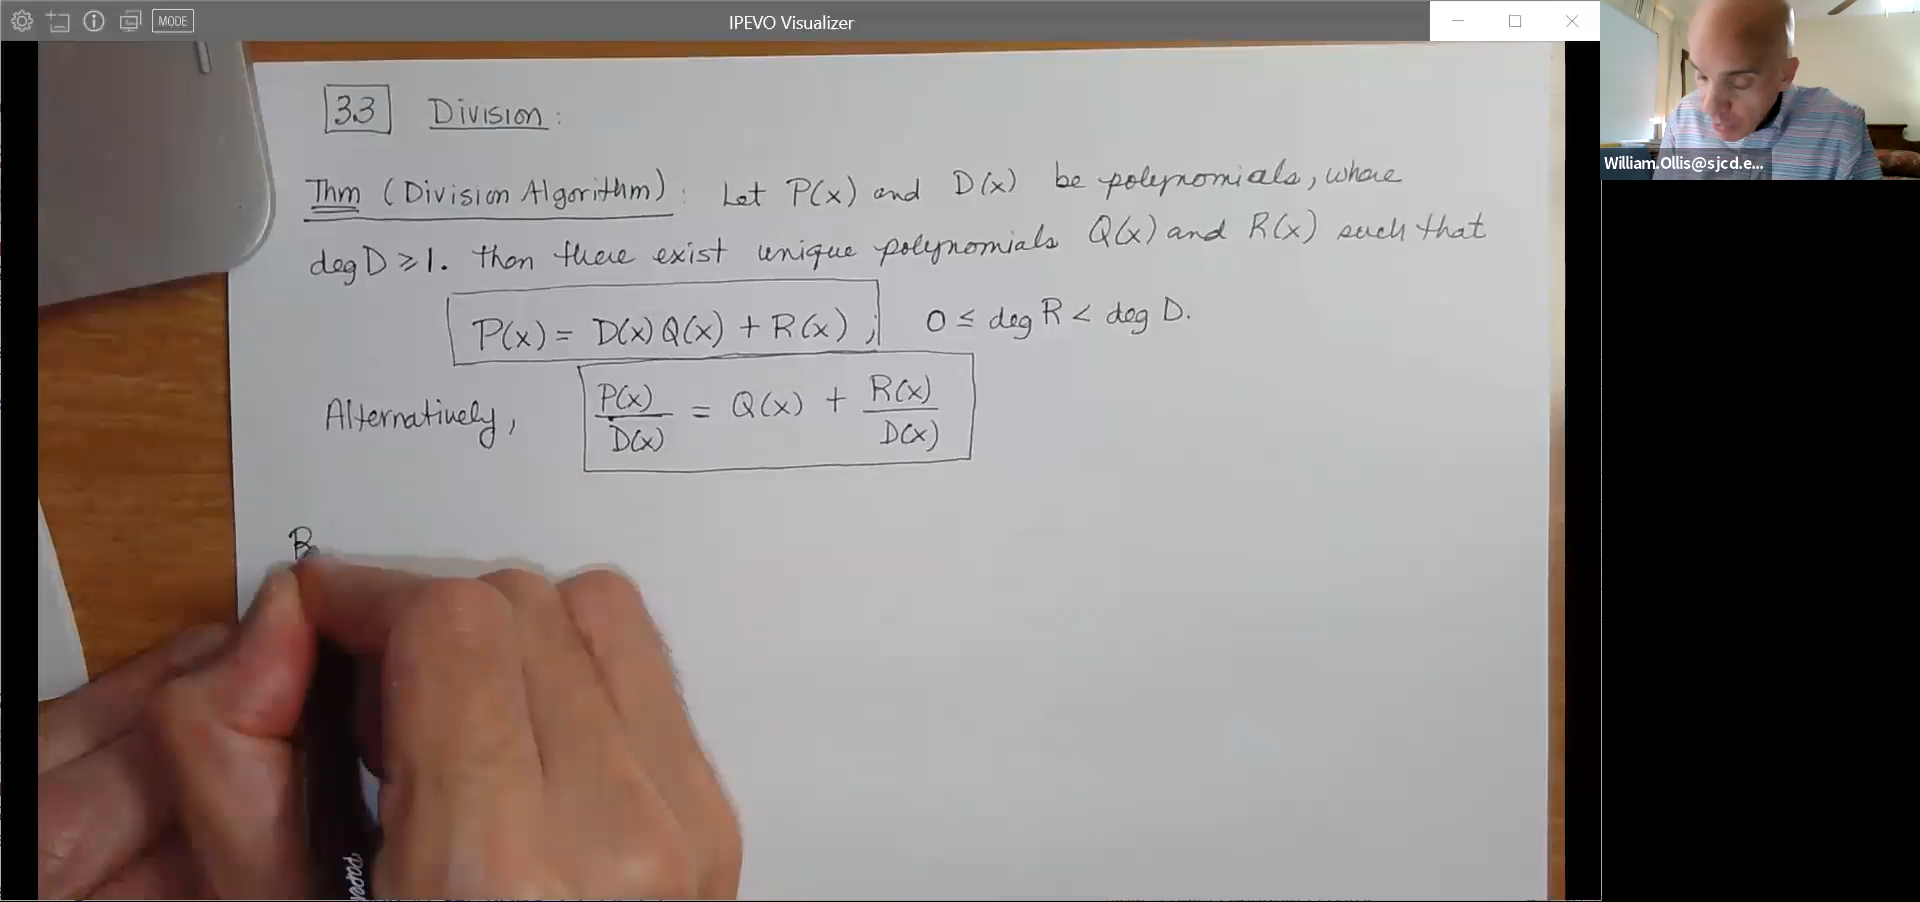 MODE
IPEVO Visualizer
3.3 Division:
Thm (Division Algorithm): Let P(x) and D(x) be polynomials, where
deg D ≥ 1. Then there exist unique polynomials Q(x) and R(x) such that
P(x) = D(x) Q(x) + R(x), 0 ≤ deg R < deg D.
Alternatively, P(x)/D(x) = Q(x) + R(x)/D(x)
William.Ollis@sjcd.e...